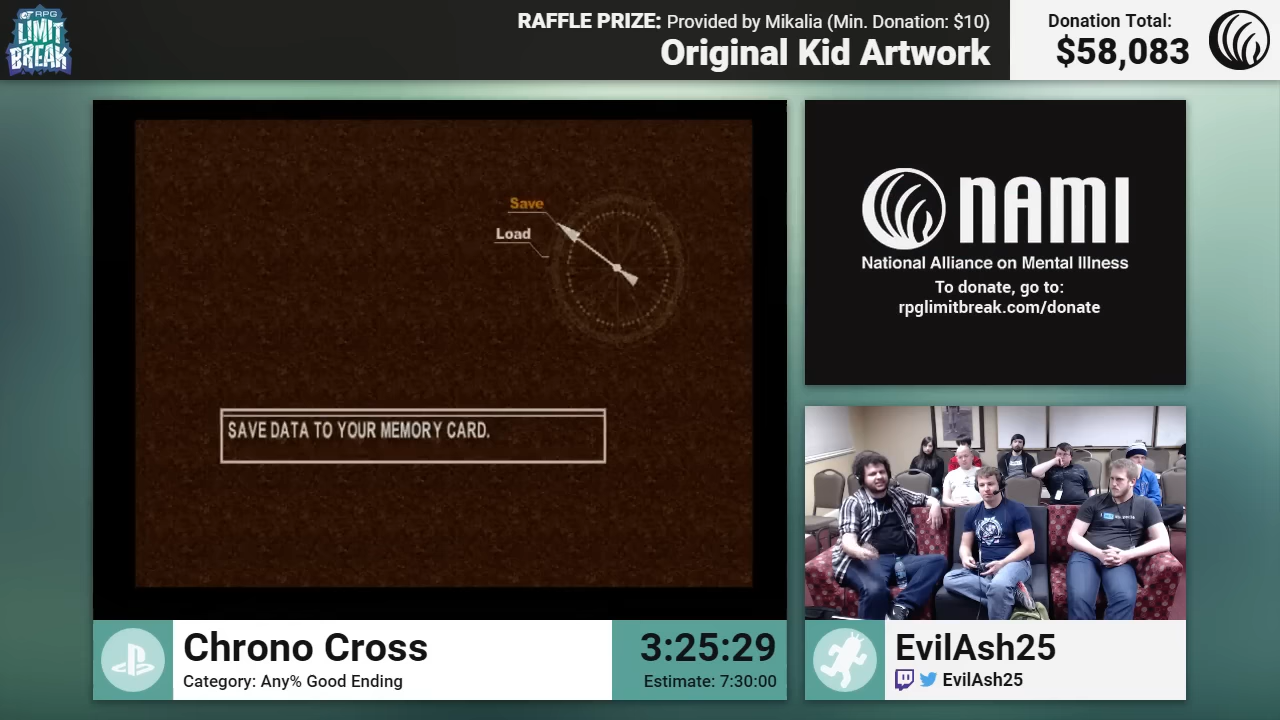 RPG
LIMIT
BREAK
RAFFLE PRIZE: Provided by Mikalia (Min. Donation: $10)
Original Kid Artwork
Donation Total:
$58,083
Save
Load
SAVE DATA TO YOUR MEMORY CARD.
NAMI
National Alliance on Mental Illness
To donate, go to:
rpglimitbreak.com/donate
Chrono Cross
Category: Any% Good Ending
3:25:29
Estimate: 7:30:00
EvilAsh25
EvilAsh25